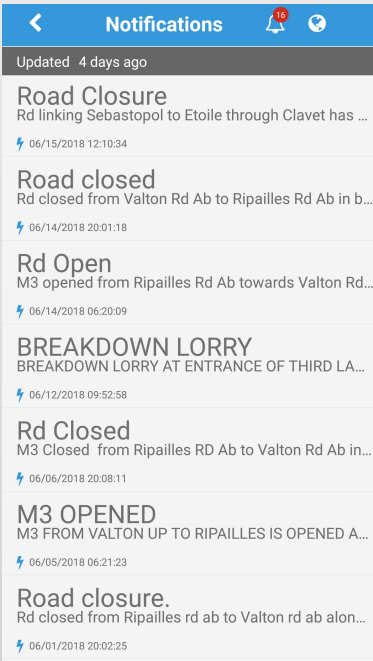 Notifications
16
Updated 4 days ago
Road Closure
Rd linking Sebastopol to Etoile through Clavet has ...
06/15/2018 12:10:34
Road closed
Rd closed from Valton Rd Ab to Ripailles Rd Ab in b...
06/14/2018 20:01:18
Rd Open
M3 opened from Ripailles Rd Ab towards Valton Rd...
06/14/2018 06:20:09
BREAKDOWN LORRY
BREAKDOWN LORRY AT ENTRANCE OF THIRD LA...
06/12/2018 09:52:58
Rd Closed
M3 Closed from Ripailles RD Ab to Valton Rd Ab in...
06/06/2018 20:08:11
M3 OPENED
M3 FROM VALTON UP TO RIPAILLES IS OPENED A...
06/05/2018 06:21:23
Road closure.
Rd closed from Ripailles rd ab to Valton rd ab alon...
06/01/2018 20:02:25